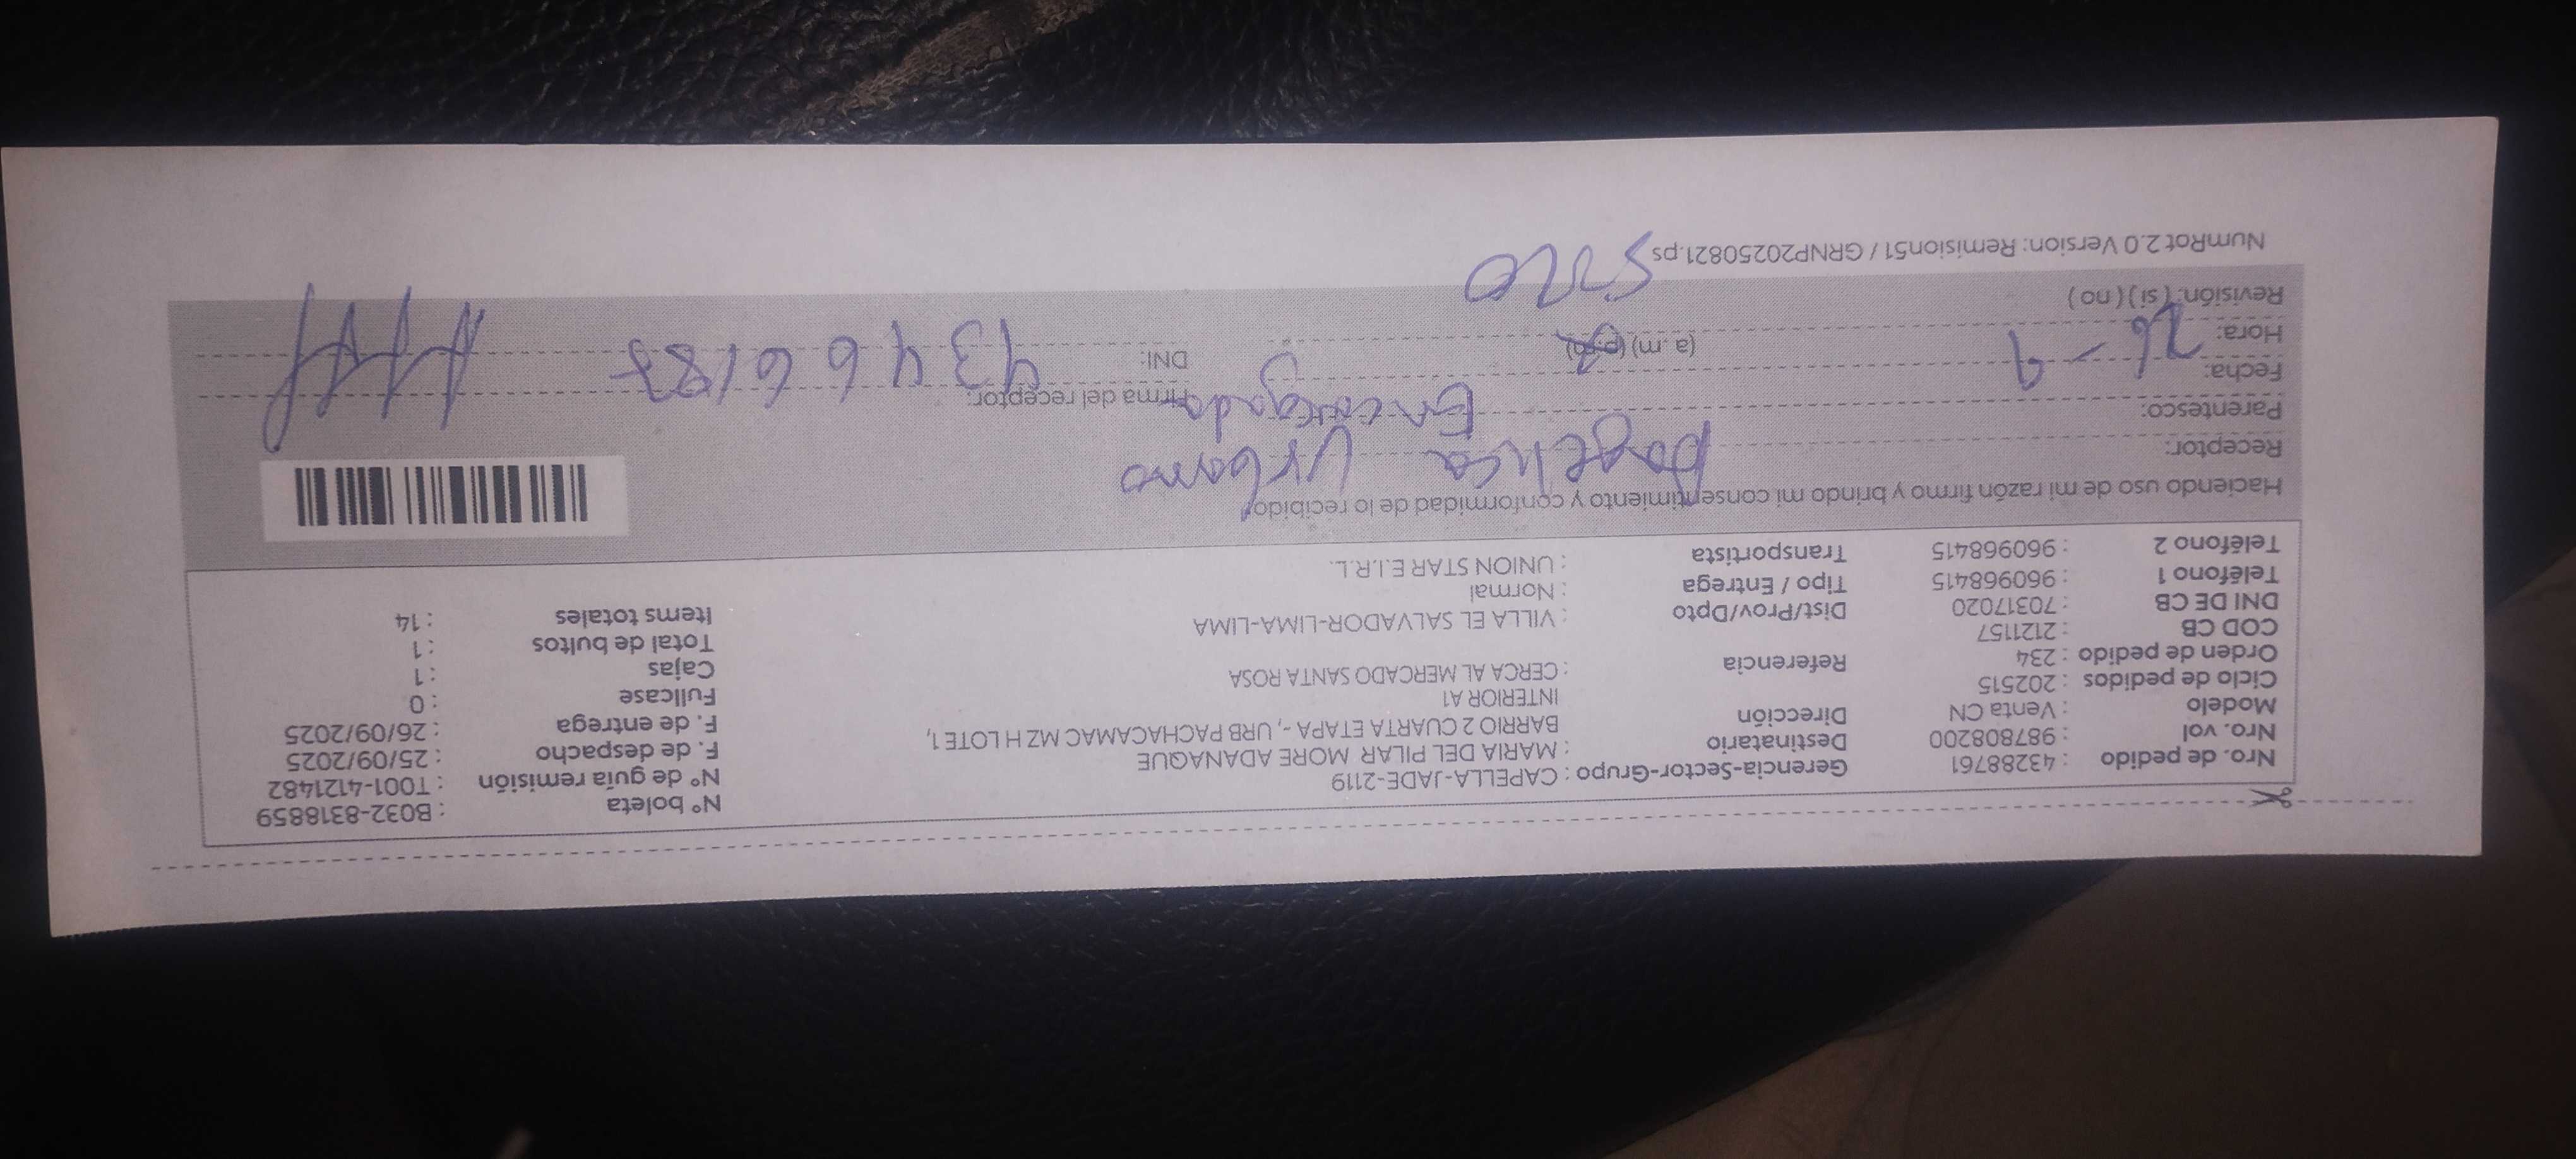 Nro. de pedido : 43288761 Gerencia-Sector-Grupo : CAPELLA-JADE-2119 N° boleta : B032-8318859
Nro. vol : 987808200 Destinatario : MARIA DEL PILAR MORE ADANAQUE N° de guía remisión : T001-4121482
Modelo : Venta CN Dirección : BARRIO 2 CUARTA ETAPA -, URB PACHACAMAC MZ H LOTE 1, F. de despacho : 25/09/2025
INTERIOR A1
Ciclo de pedidos : 202515 F. de entrega : 26/09/2025
Orden de pedido : 234 Referencia : CERCA AL MERCADO SANTA ROSA Fullcase : 0
COD CB : 2121157 Cajas : 1
DNI DE CB : 70317020 Dist/Prov/Dpto : VILLA EL SALVADOR-LIMA-LIMA Total de bultos : 1
Teléfono 1 : 960968415 Tipo / Entrega : Normal Items totales : 14
Teléfono 2 : 960968415 Transportista : UNION STAR E.I.R.L.
Haciendo uso de mi razón firmo y brindo mi consentimiento y conformidad de lo recibido.
Receptor: Angelica Urbano
Parentesco: Encargada Firma del receptor:
Fecha: 26-9 DNI: 43466187
Hora: (a.m) (p.m)
Revisión: ( si ) ( no )
NumRot 2.0 Version: Remision51 / GRNP20250821.ps